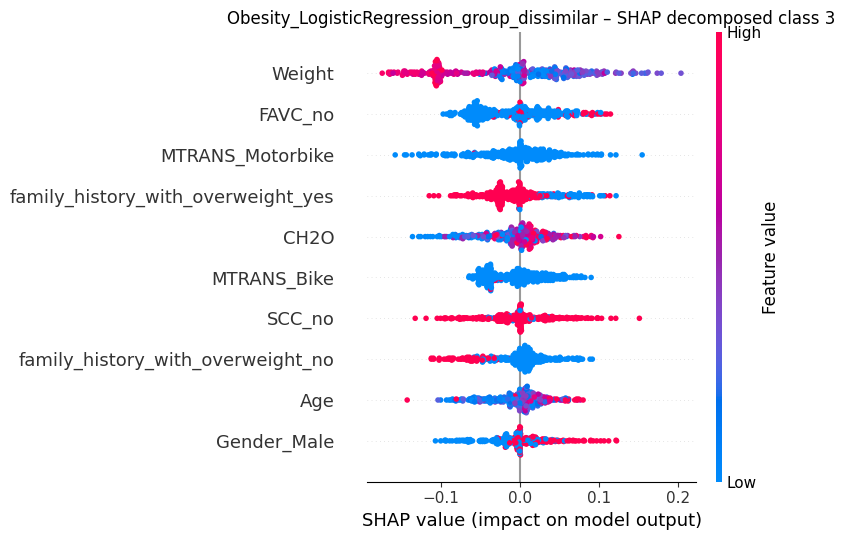 Obesity_LogisticRegression_group_dissimilar – SHAP decomposed class 3
High
Weight
FAVC_no
MTRANS_Motorbike
family_history_with_overweight_yes
CH2O
MTRANS_Bike
SCC_no
family_history_with_overweight_no
Age
Gender_Male
Feature value
Low
−0.1 0.0 0.1 0.2
SHAP value (impact on model output)